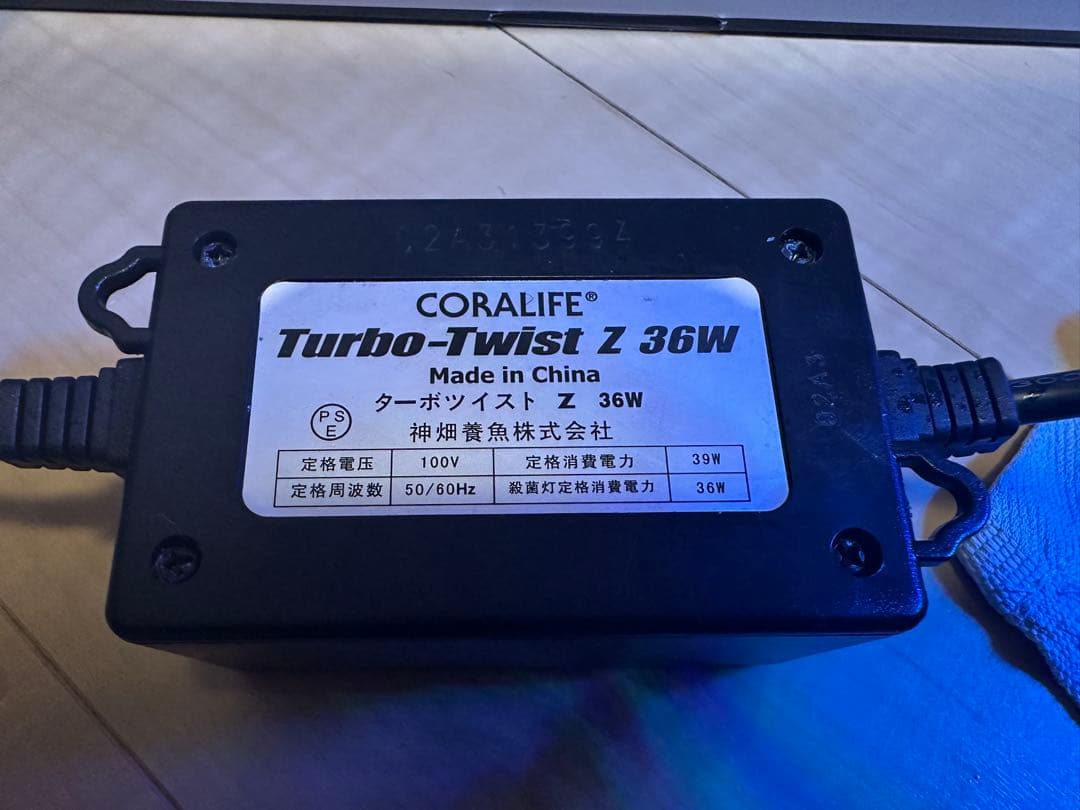 CORALIFE®
Turbo-Twist Z 36W
Made in China
ターボツイスト Z 36W
PSE
神畑養魚株式会社
定格電圧 100V 定格消費電力 39W
定格周波数 50/60Hz 殺菌灯定格消費電力 36W
02A3